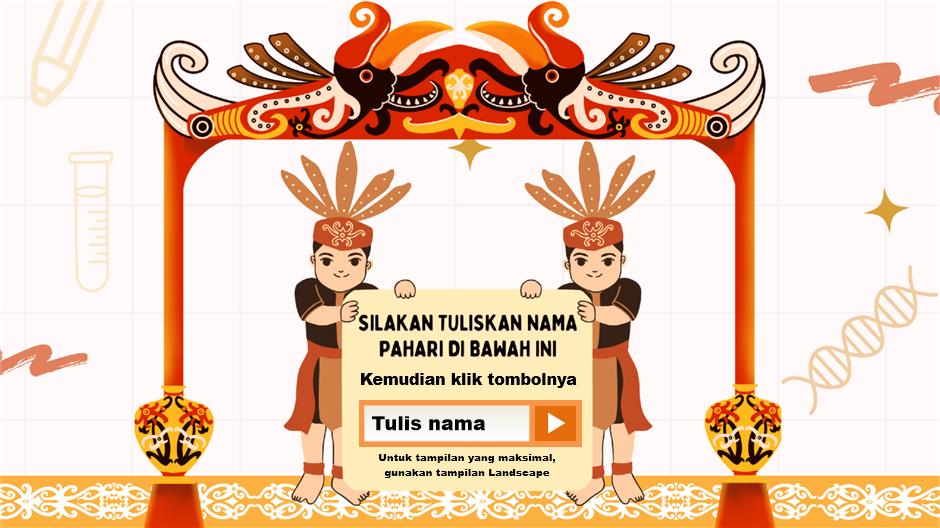 SILAKAN TULISKAN NAMA
PAHARI DI BAWAH INI
Kemudian klik tombolnya
Tulis nama
Untuk tampilan yang maksimal,
gunakan tampilan Landscape